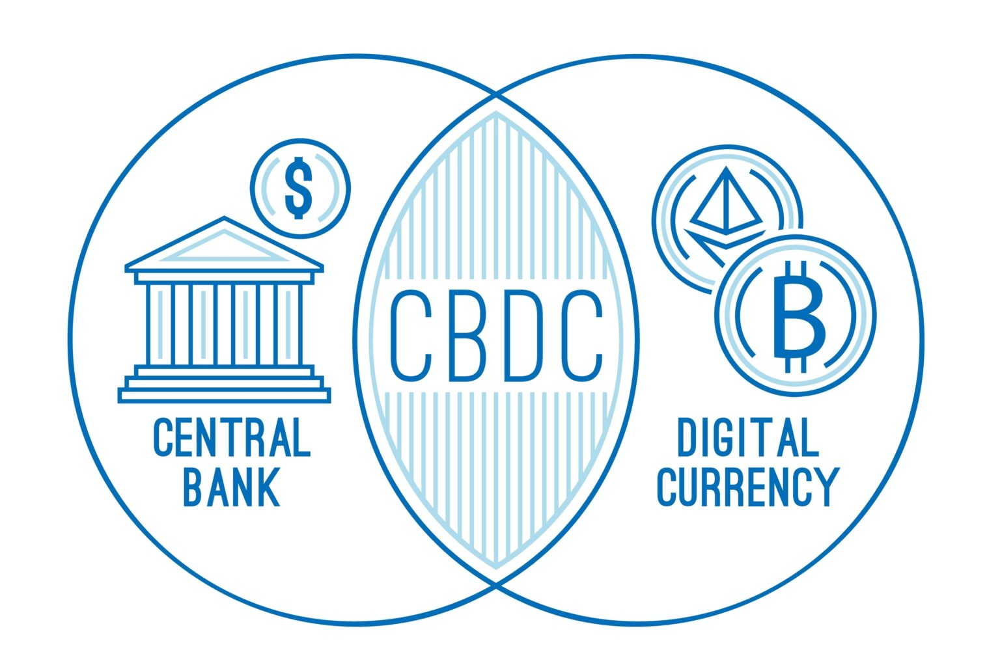 $
CBDC
B
CENTRAL
BANK
DIGITAL
CURRENCY